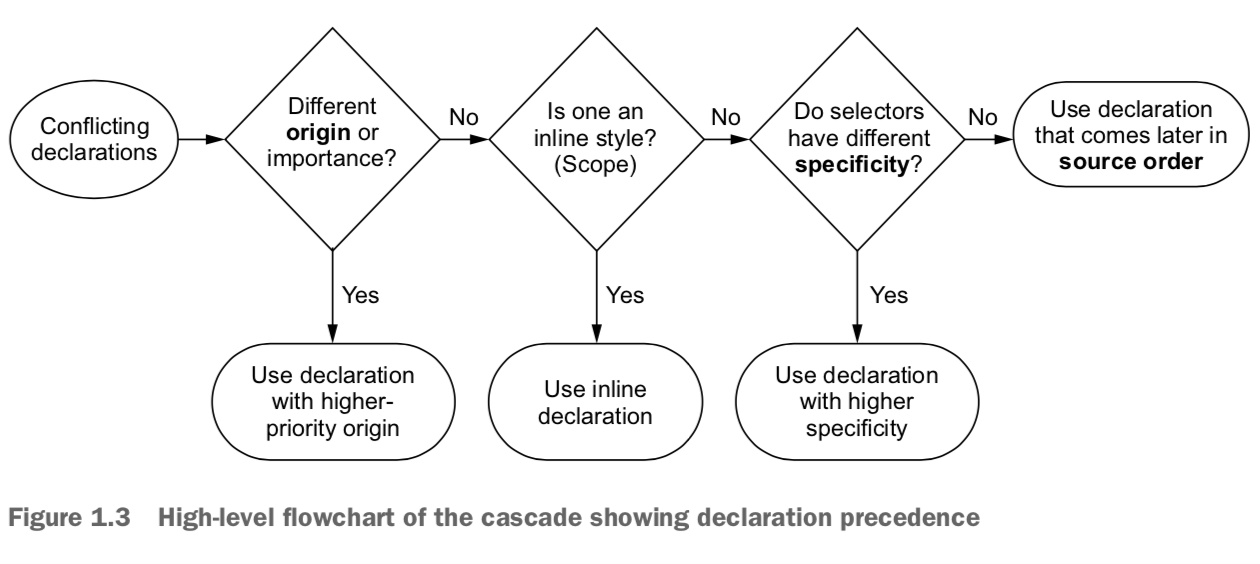 Conflicting
declarations
Different
origin or
importance?
No
Is one an
inline style?
(Scope)
No
Do selectors
have different
specificity?
No
Use declaration
that comes later in
source order
Yes
Yes
Yes
Use declaration
with higher-
priority origin
Use inline
declaration
Use declaration
with higher
specificity
Figure 1.3 High-level flowchart of the cascade showing declaration precedence